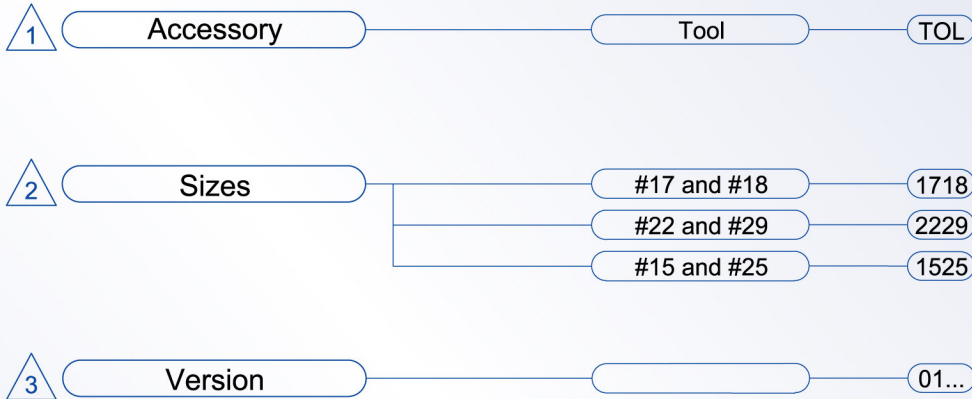 1 Accessory Tool TOL
2 Sizes #17 and #18 1718
#22 and #29 2229
#15 and #25 1525
3 Version 01...